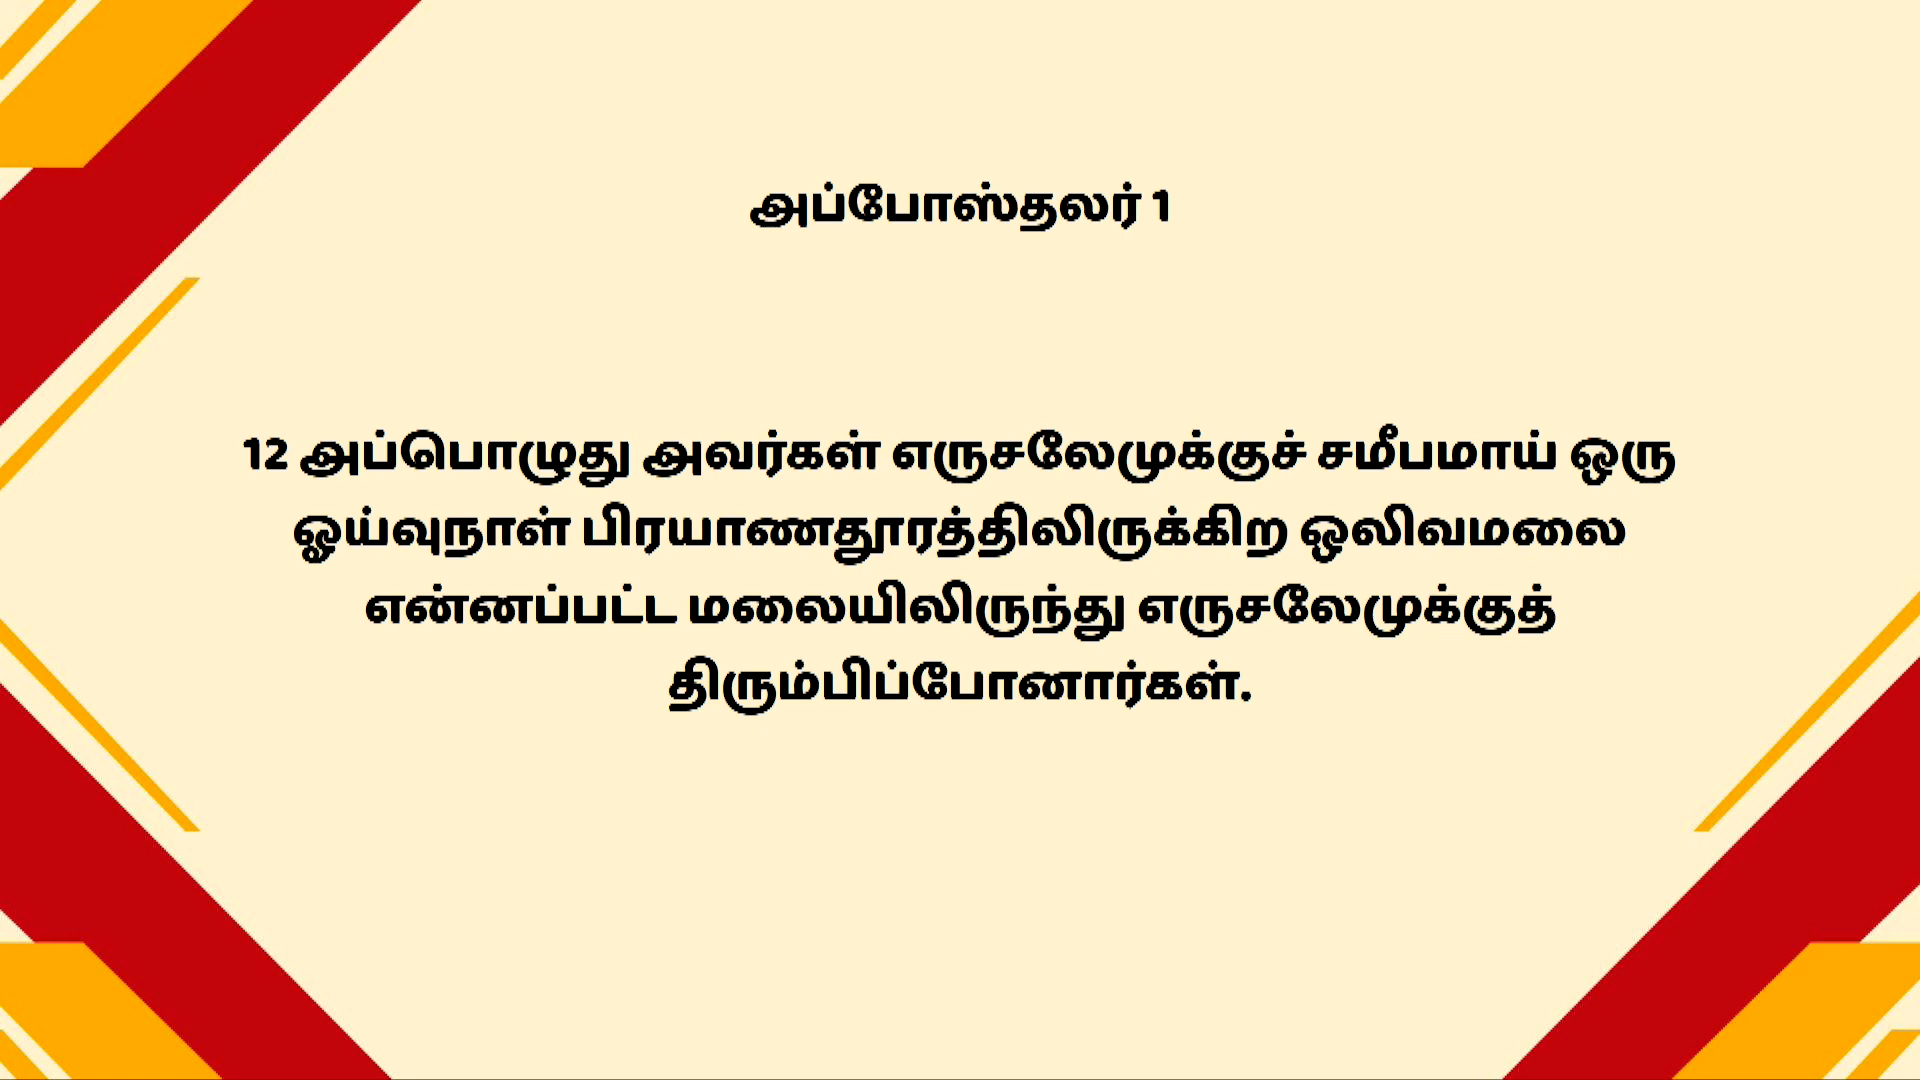 அப்போஸ்தலர் 1
12 அப்பொழுது அவர்கள் எருசலேமுக்குச் சமீபமாய் ஒரு
ஓய்வுநாள் பிரயாணதூரத்திலிருக்கிற ஒலிவமலை
என்னப்பட்ட மலையிலிருந்து எருசலேமுக்குத்
திரும்பிப்போனார்கள்.